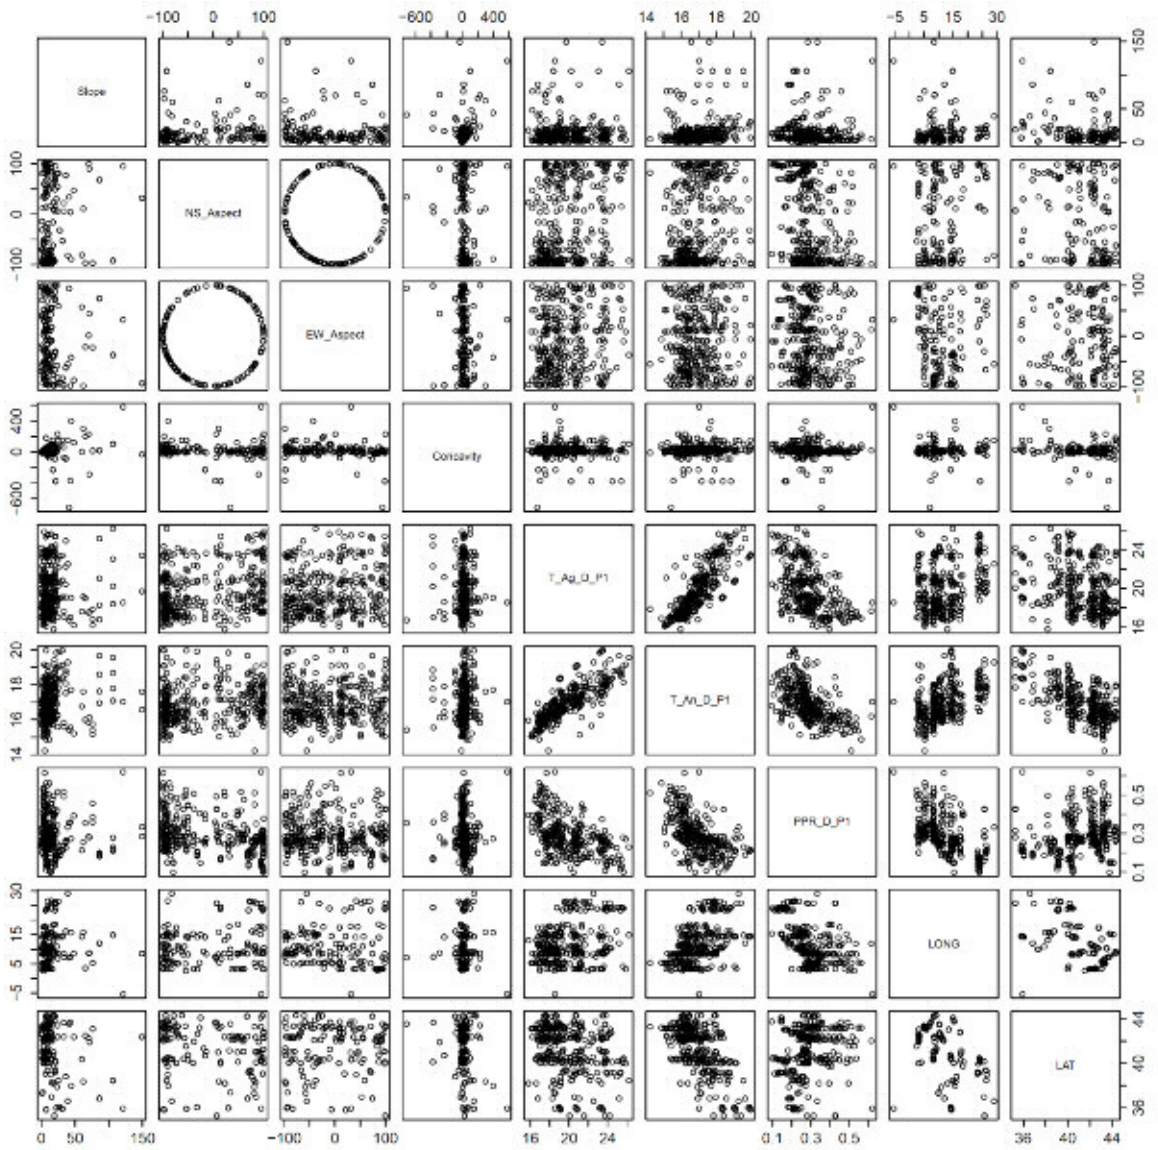 −100 0 100 −600 0 400 14 16 18 20 −5 5 15 30
Slope
0 50 150
−100 0 100
NS_Aspect
EW_Aspect
−100 0 100
−600 0 400
Concavity
T_Ag_D_P1
16 20 24
14 16 18 20
T_An_D_P1
PPR_D_P1
0.1 0.3 0.5
−5 5 15 30
LONG
LAT
36 40 44
0 50 150 −100 0 100 16 20 24 0.1 0.3 0.5 36 40 44